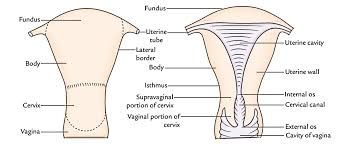 Fundus
Uterine
tube
Lateral
border
Body
Cervix
Vagina
Fundus
Uterine cavity
Body
Uterine wall
Isthmus
Supravaginal
portion of cervix
Internal os
Cervical canal
Vaginal portion of
cervix
External os
Cavity of vagina